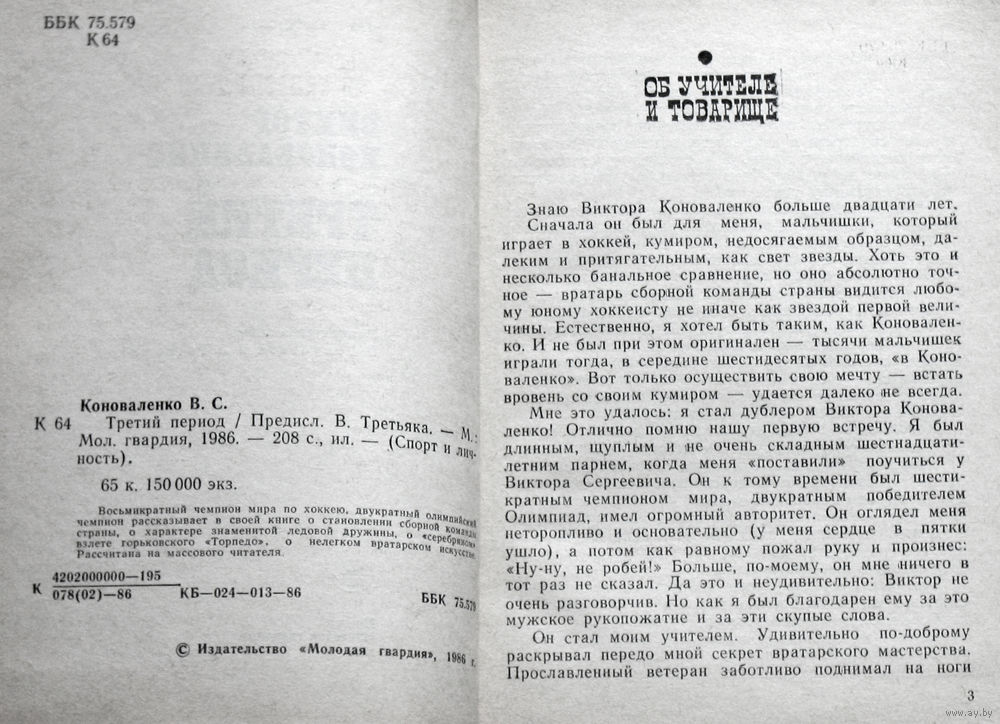 ББК 75.579
К 64
Коноваленко В. С.
К 64 Третий период / Предисл. В. Третьяка. — М.:
Мол. гвардия, 1986. — 208 с., ил. — (Спорт и лич-
ность).
65 к. 150 000 экз.
Восьмикратный чемпион мира по хоккею, двукратный олимпийский
чемпион рассказывает в своей книге о становлении сборной команды
страны, о характере знаменитой ледовой дружины, о «серебряном»
взлете горьковского «Торпедо», о нелегком вратарском искусстве.
Рассчитана на массового читателя.
К 4202000000—195
078(02)—86 КБ—024—013—86
ББК 75.579
© Издательство «Молодая гвардия», 1986 г.
ОБ УЧИТЕЛЕ
И ТОВАРИЩЕ
Знаю Виктора Коноваленко больше двадцати лет.
Сначала он был для меня, мальчишки, который
играет в хоккей, кумиром, недосягаемым образцом, да-
леким и притягательным, как свет звезды. Хоть это и
несколько банальное сравнение, но оно абсолютно точ-
ное — вратарь сборной команды страны видится любо-
му юному хоккеисту не иначе как звездой первой вели-
чины. Естественно, я хотел быть таким, как Коновален-
ко. И не был при этом оригинален — тысячи мальчишек
играли тогда, в середине шестидесятых годов, «в Коно-
валенко». Вот только осуществить свою мечту — встать
вровень со своим кумиром — удается далеко не всегда.
Мне это удалось: я стал дублером Виктора Конова-
ленко! Отлично помню нашу первую встречу. Я был
длинным, щуплым и не очень складным шестнадцати-
летним парнем, когда меня «поставили» поучиться у
Виктора Сергеевича. Он к тому времени был шести-
кратным чемпионом мира, двукратным победителем
Олимпиад, имел огромный авторитет. Он оглядел меня
неторопливо и основательно (у меня сердце в пятки
ушло), а потом как равному пожал руку и произнес:
«Ну-ну, не робей!» Больше, по-моему, он мне ничего в
тот раз не сказал. Да это и неудивительно: Виктор не
очень разговорчив. Но как я был благодарен ему за это
мужское рукопожатие и за эти скупые слова.
Он стал моим учителем. Удивительно по-доброму
раскрывал передо мной секрет вратарского мастерства.
Прославленный ветеран заботливо поднимал на ноги
3
www.ay.by